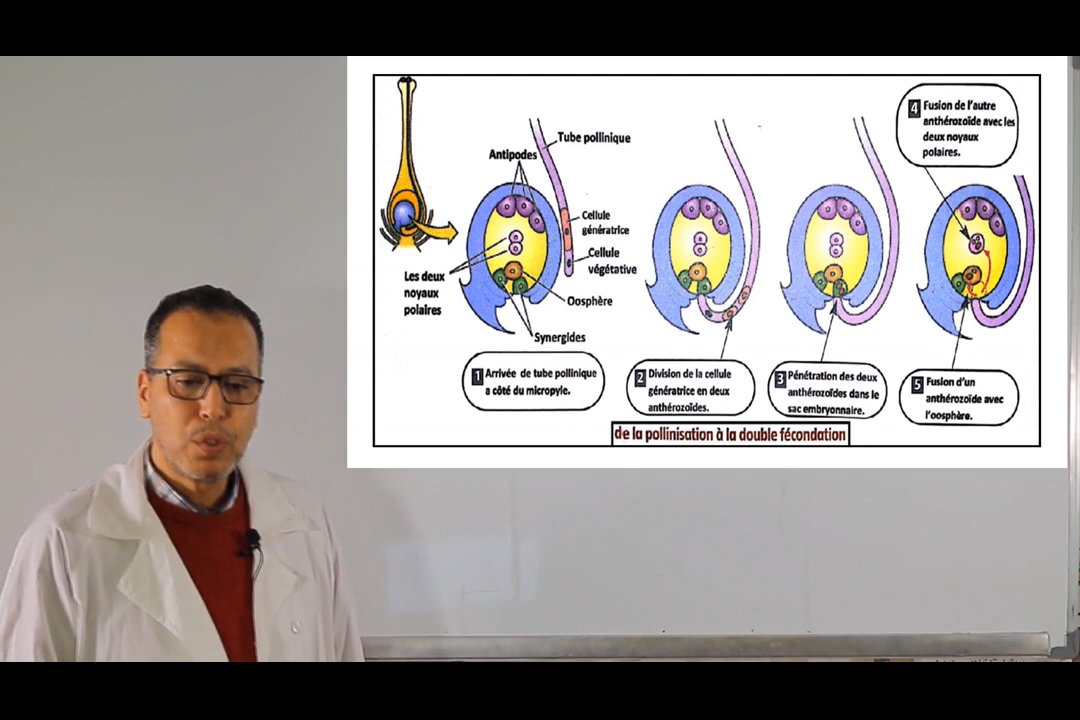 Tube pollinique
Antipodes
Cellule
génératrice
Cellule
végétative
Les deux
noyaux
polaires
Oosphère
Synergides
1 Arrivée de tube pollinique
a côté du micropyle.
2 Division de la cellule
génératrice en deux
anthérozoïdes.
3 Pénétration des deux
anthérozoïdes dans le
sac embryonnaire.
4 Fusion de l'autre
anthérozoïde avec les
deux noyaux
polaires.
5 Fusion d'un
anthérozoïde avec
l'oosphère.
de la pollinisation à la double fécondation